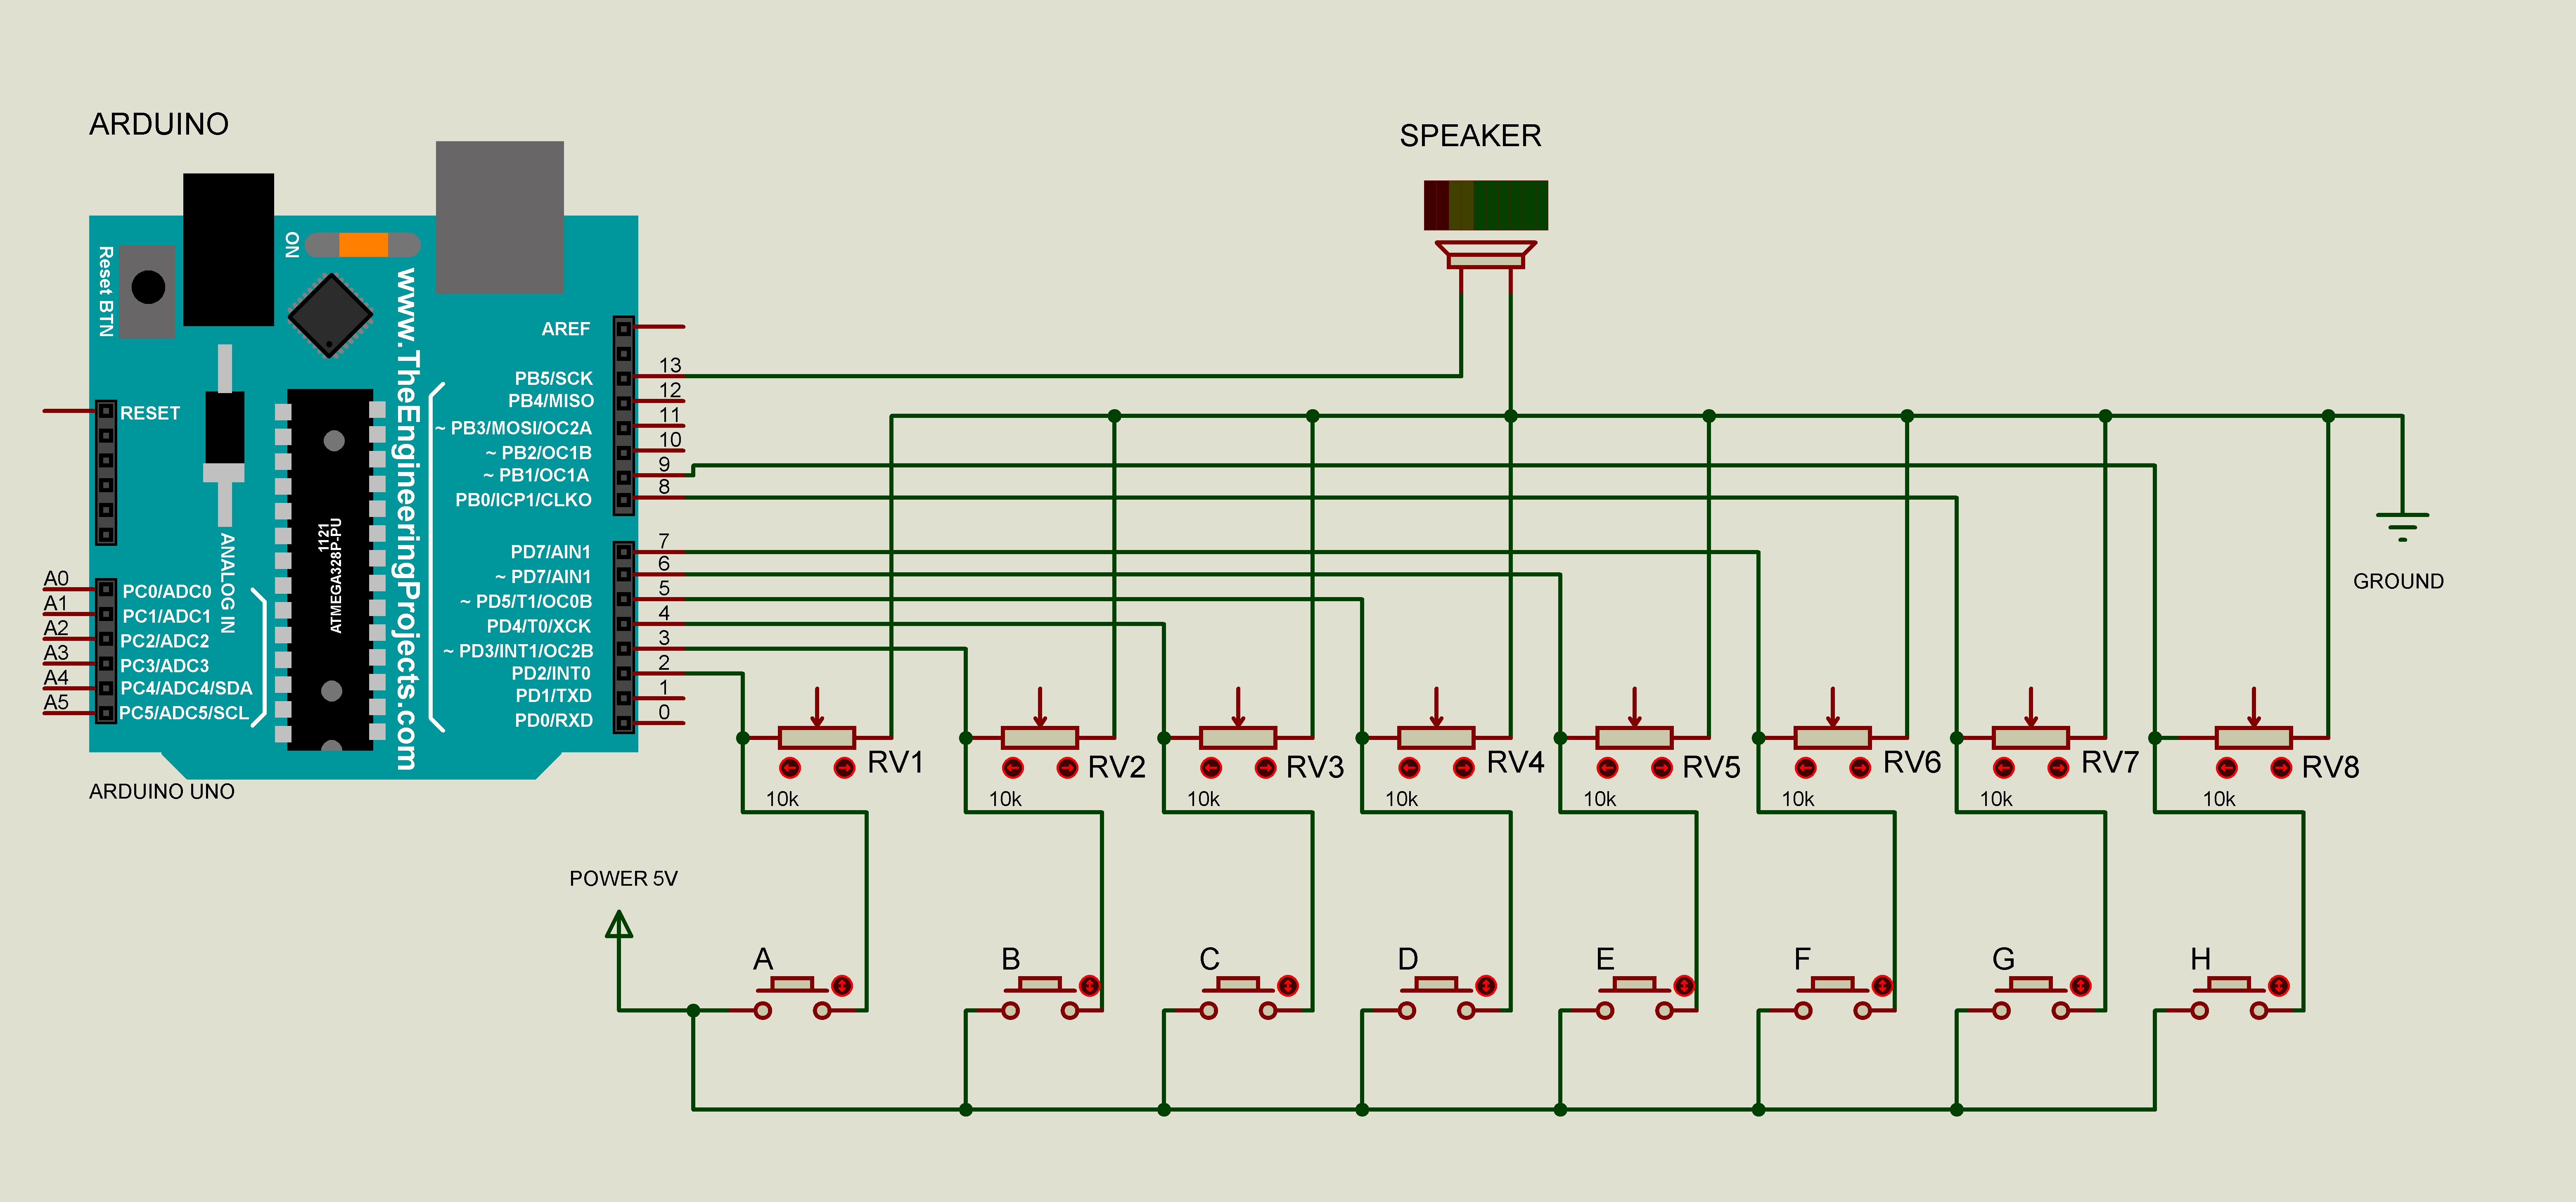 ARDUINO
SPEAKER
Reset BTN
ON
www.TheEngineeringProjects.com
AREF
PB5/SCK 13
PB4/MISO 12
~ PB3/MOSI/OC2A 11
~ PB2/OC1B 10
~ PB1/OC1A 9
PB0/ICP1/CLKO 8
RESET
1121
ATMEGA328P-PU
ANALOG IN
PD7/AIN1 7
~ PD7/AIN1 6
~ PD5/T1/OC0B 5
PD4/T0/XCK 4
~ PD3/INT1/OC2B 3
PD2/INT0 2
PD1/TXD 1
PD0/RXD 0
A0 PC0/ADC0
A1 PC1/ADC1
A2 PC2/ADC2
A3 PC3/ADC3
A4 PC4/ADC4/SDA
A5 PC5/ADC5/SCL
GROUND
ARDUINO UNO
RV1 RV2 RV3 RV4 RV5 RV6 RV7 RV8
10k 10k 10k 10k 10k 10k 10k 10k
POWER 5V
A B C D E F G H